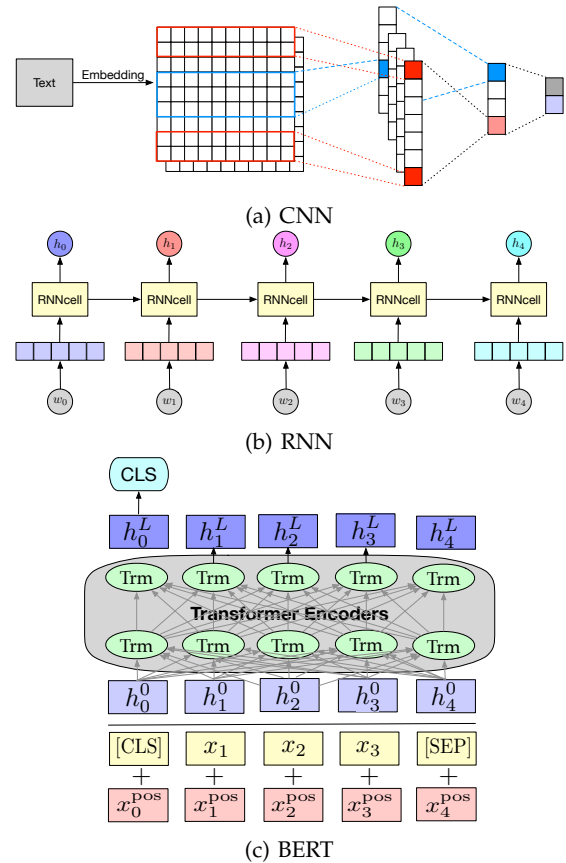 Text
Embedding
(a) CNN
h₀ h₁ h₂ h₃ h₄
RNNcell RNNcell RNNcell RNNcell RNNcell
w₀ w₁ w₂ w₃ w₄
(b) RNN
CLS
h₀ᴸ h₁ᴸ h₂ᴸ h₃ᴸ h₄ᴸ
Trm Trm Trm Trm Trm
Transformer Encoders
Trm Trm Trm Trm Trm
h₀⁰ h₁⁰ h₂⁰ h₃⁰ h₄⁰
[CLS] x₁ x₂ x₃ [SEP]
+ + + + +
x₀ᵖᵒˢ x₁ᵖᵒˢ x₂ᵖᵒˢ x₃ᵖᵒˢ x₄ᵖᵒˢ
(c) BERT